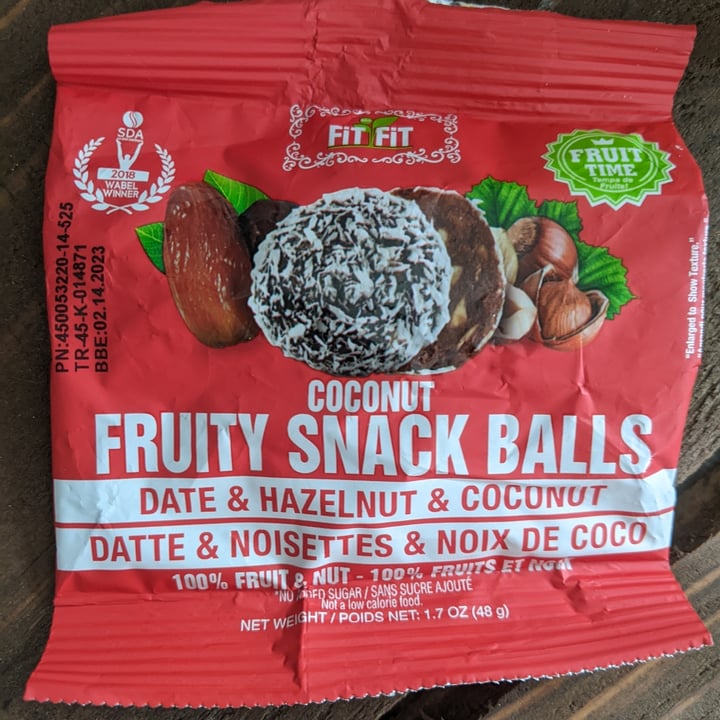 FiT FiT
SDA
2018
WABEL
WINNER
FRUIT
TIME
Temps de
Fruits!
PN:450053220-14-525
TR-45-K-014871
BBE:02.14.2023
"Enlarged to Show Texture."
COCONUT
FRUITY SNACK BALLS
DATE & HAZELNUT & COCONUT
DATTE & NOISETTES & NOIX DE COCO
100% FRUIT & NUT - 100% FRUITS ET NOIX
*NO ADDED SUGAR / SANS SUCRE AJOUTÉ
Not a low calorie food.
NET WEIGHT / POIDS NET: 1.7 OZ (48 g)